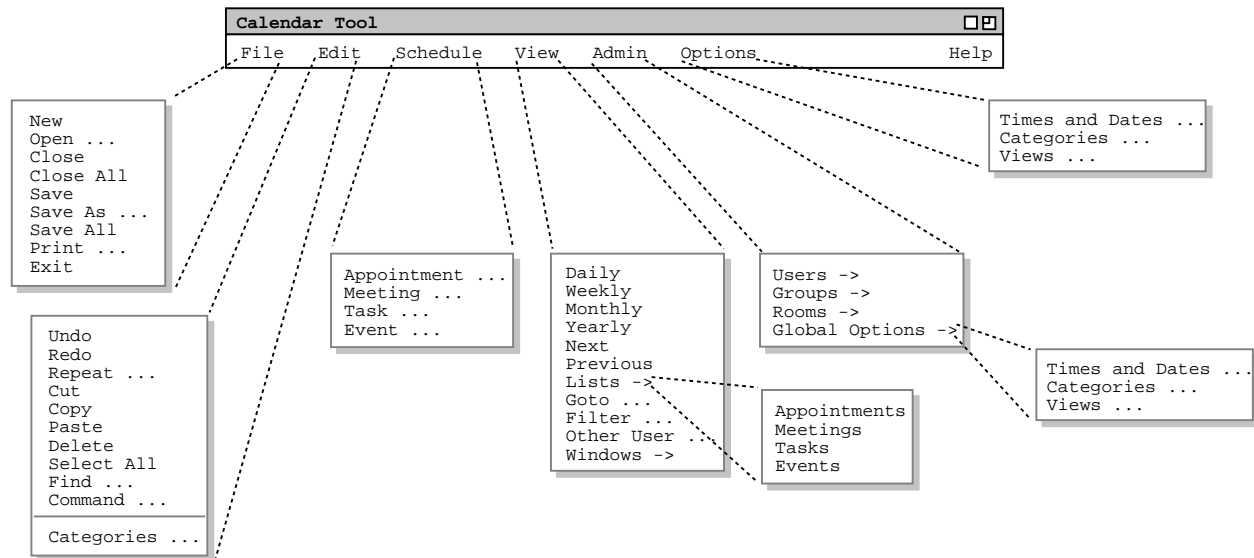 Calendar Tool
File Edit Schedule View Admin Options Help
New
Open ...
Close
Close All
Save
Save As ...
Save All
Print ...
Exit
Undo
Redo
Repeat ...
Cut
Copy
Paste
Delete
Select All
Find ...
Command ...
Categories ...
Appointment ...
Meeting ...
Task ...
Event ...
Daily
Weekly
Monthly
Yearly
Next
Previous
Lists ->
Goto ...
Filter ...
Other User ...
Windows ->
Appointments
Meetings
Tasks
Events
Users ->
Groups ->
Rooms ->
Global Options ->
Times and Dates ...
Categories ...
Views ...
Times and Dates ...
Categories ...
Views ...